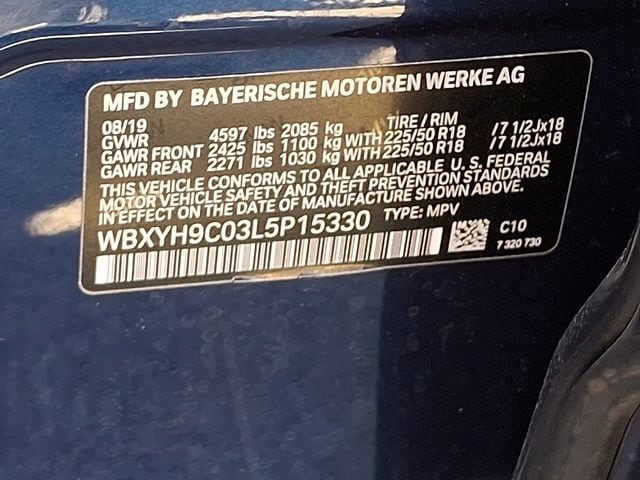 MFD BY BAYERISCHE MOTOREN WERKE AG
08/19 TIRE / RIM
GVWR 4597 lbs 2085 kg
GAWR FRONT 2425 lbs 1100 kg WITH 225/50 R18 / 7 1/2Jx18
GAWR REAR 2271 lbs 1030 kg WITH 225/50 R18 / 7 1/2Jx18
THIS VEHICLE CONFORMS TO ALL APPLICABLE U. S. FEDERAL
MOTOR VEHICLE SAFETY AND THEFT PREVENTION STANDARDS
IN EFFECT ON THE DATE OF MANUFACTURE SHOWN ABOVE.
WBXYH9C03L5P15330 TYPE: MPV
C10
7 320 730